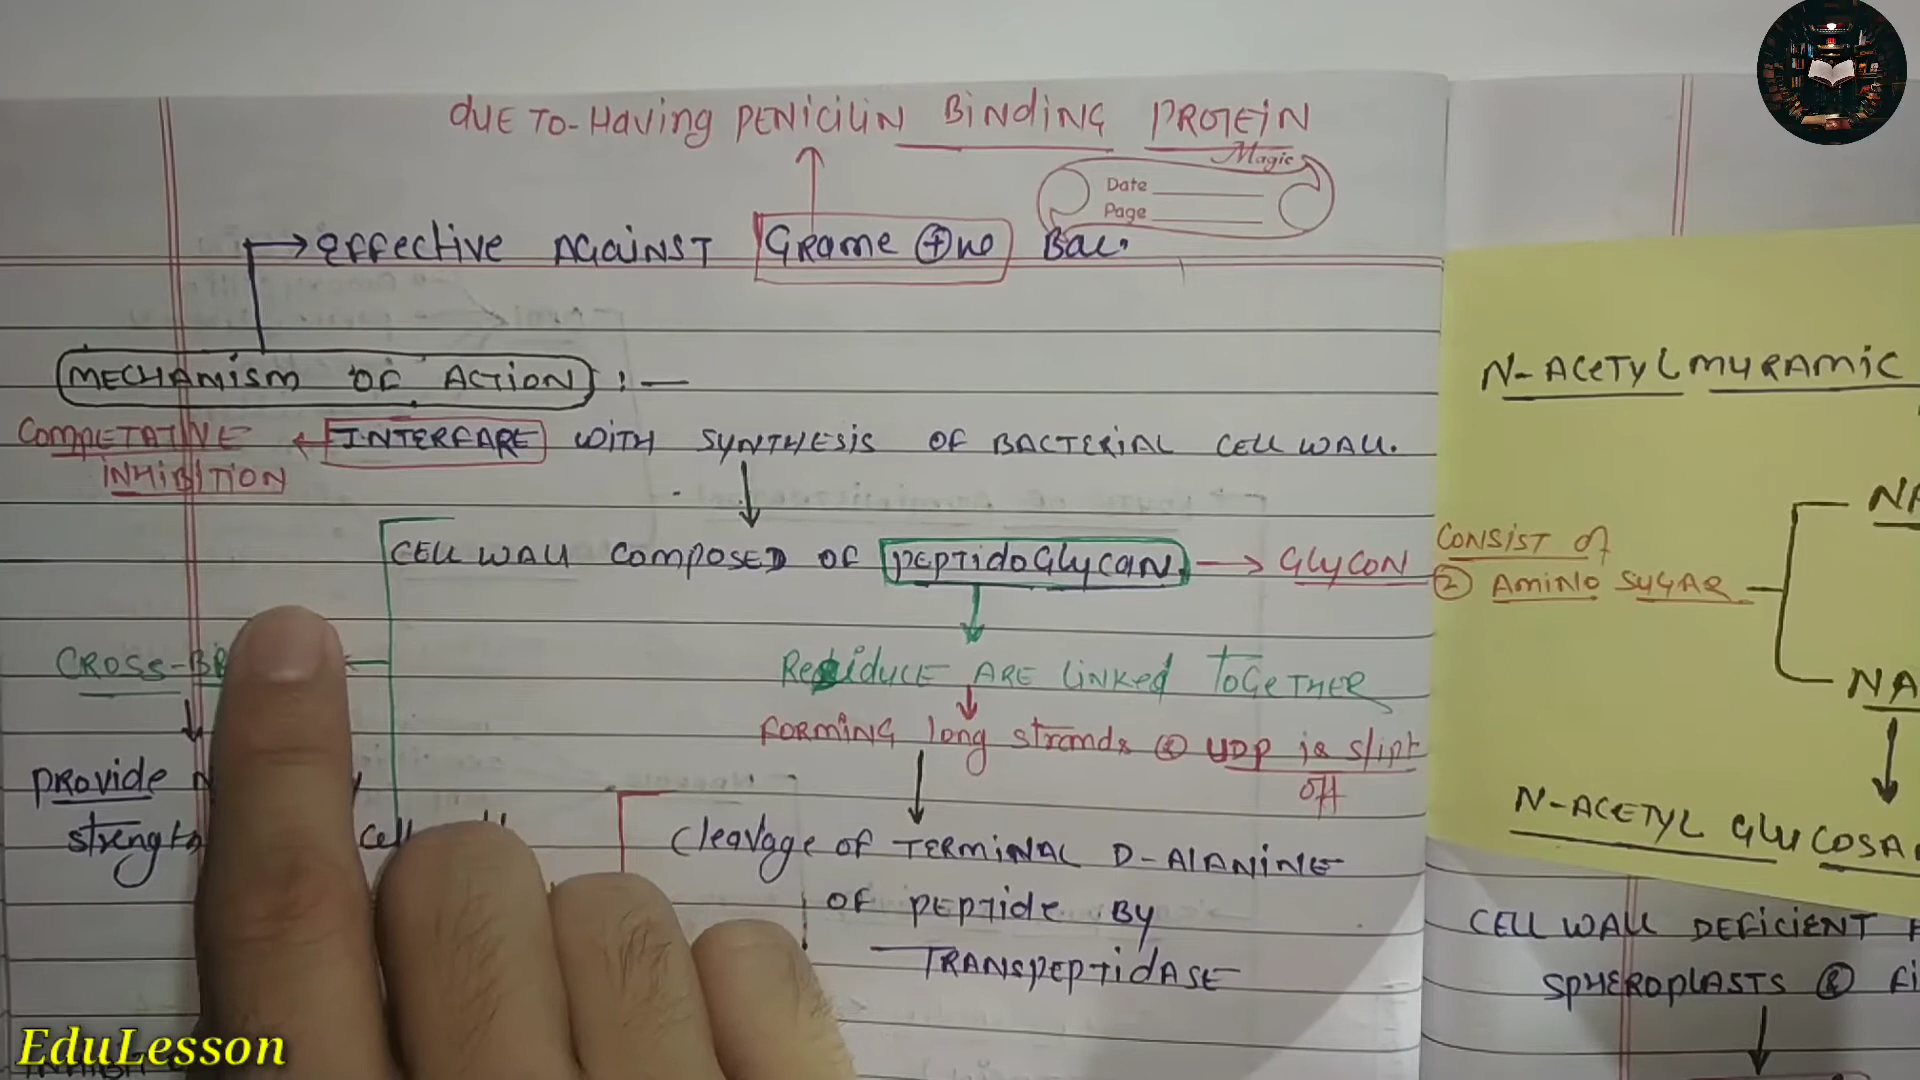 DUE TO-Having PENICILIN BINDING PROTEIN
Magic
Date
Page
effective AGAINST GRAME +ve Bac.
MECHANISM OF ACTION :—
COMPETATIVE INTERFARE WITH SYNTHESIS OF BACTERIAL CELL WALL.
INHIBITION
CELL WALL COMPOSED OF PEPTIDOGLYCAN GLYCON
CROSS-
RESIDUCE ARE LINKED TOGETHER
FORMING long strands & UDP is slipt
off
PROVIDE
strength cell
Cleavage of TERMINAL D-ALANINE
OF PEPTIDE BY
TRANSPEPTIDASE
N-ACETYL MURAMIC
CONSIST of
② AMINO SUGAR
NA
N-ACETYL GLUCOSA
CELL WALL DEFICIENT
SPHEROPLASTS & Fi
EduLesson